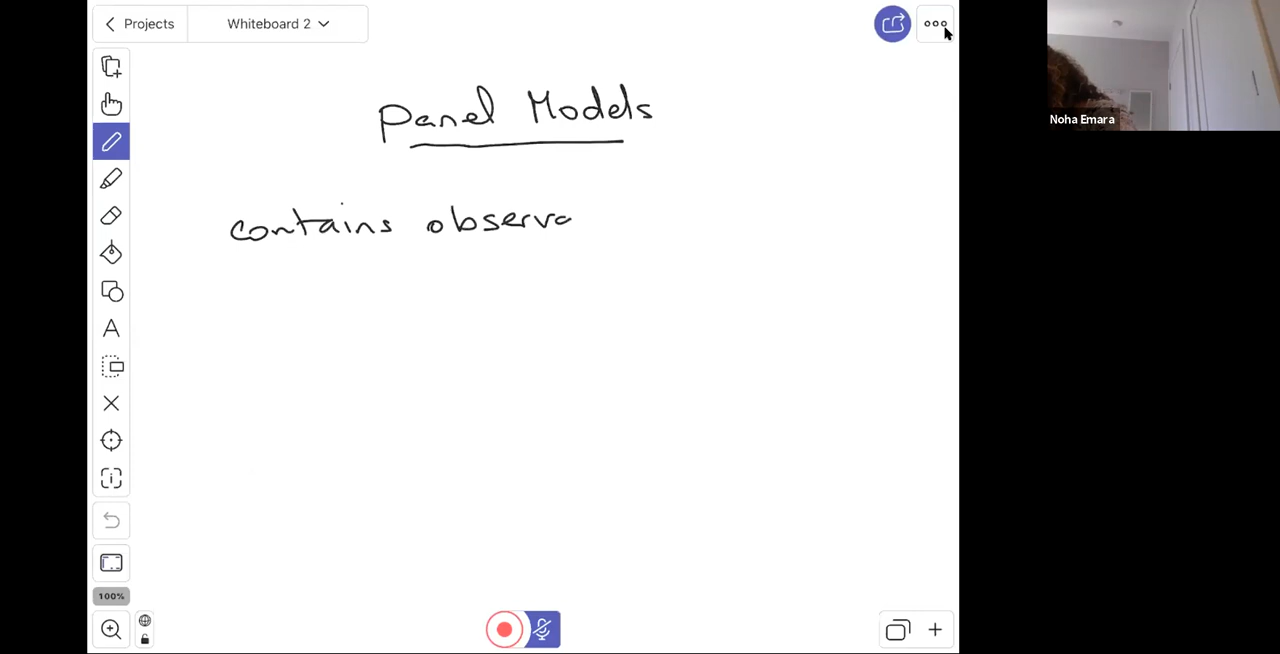 Projects Whiteboard 2
Noha Emara
Panel Models
contains observa
A
100%